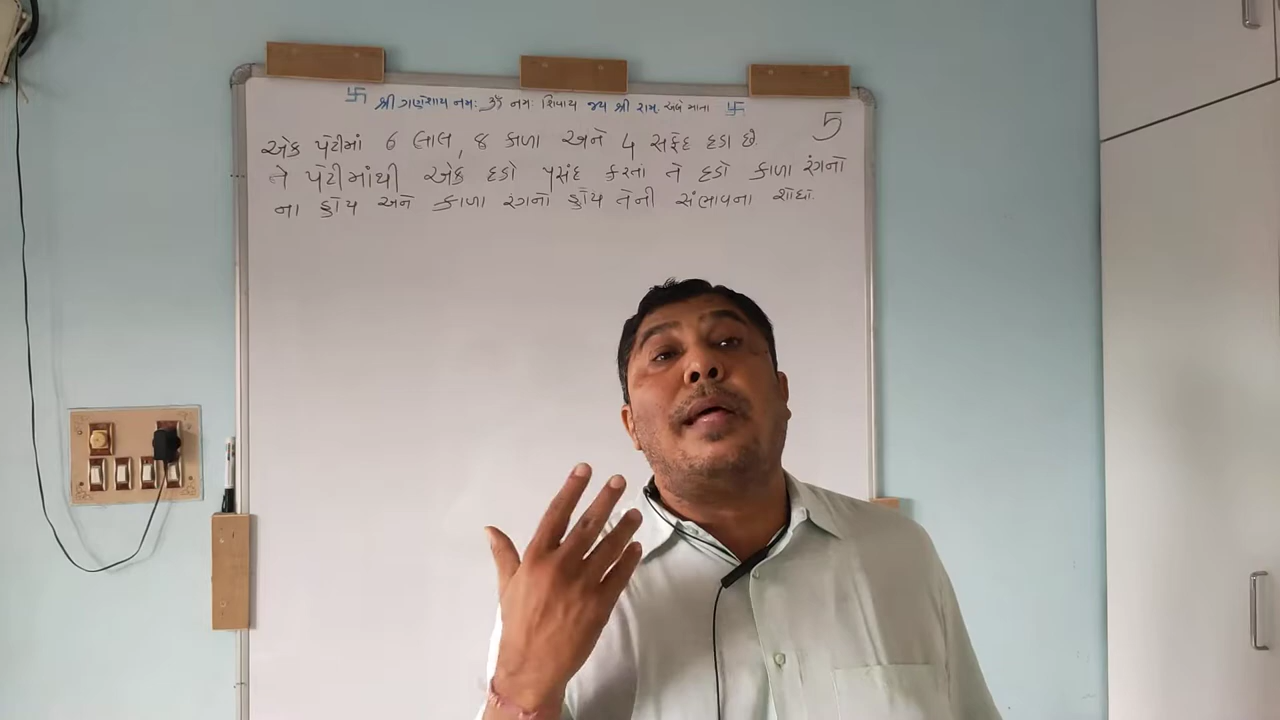 卐 શ્રી ગણેશાય નમઃ ૐ નમઃ શિવાય જય શ્રી રામ અંબે માતા 卐
5
એક પેટીમાં 6 લાલ, 8 કાળા અને 4 સફેદ દડા છે.
તે પેટીમાંથી એક દડો પસંદ કરતા તે દડો કાળા રંગનો
ના હોય અને કાળા રંગનો હોય તેની સંભાવના શોધો.